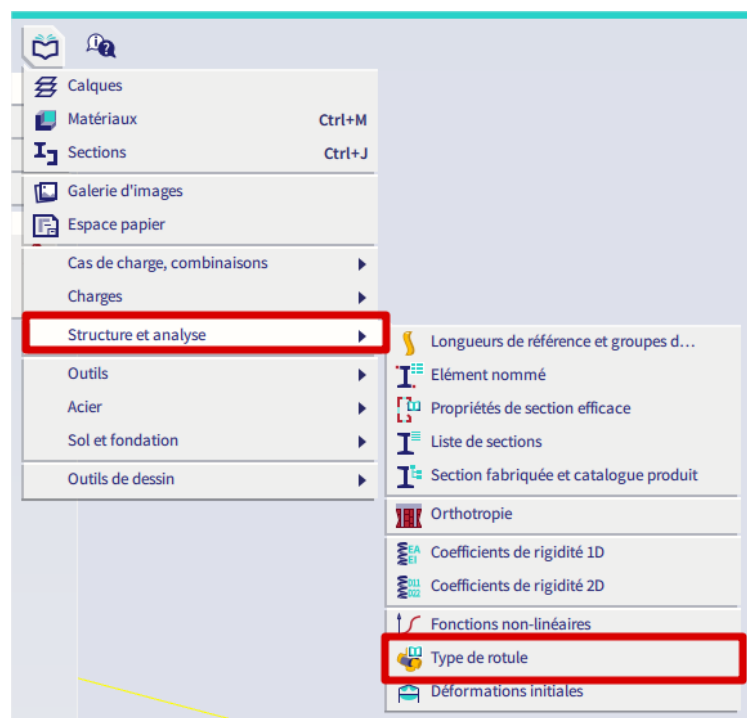 Calques
Matériaux Ctrl+M
Sections Ctrl+J
Galerie d'images
Espace papier
Cas de charge, combinaisons
Charges
Structure et analyse
Outils
Acier
Sol et fondation
Outils de dessin
Longueurs de référence et groupes d...
Elément nommé
Propriétés de section efficace
Liste de sections
Section fabriquée et catalogue produit
Orthotropie
Coefficients de rigidité 1D
Coefficients de rigidité 2D
Fonctions non-linéaires
Type de rotule
Déformations initiales